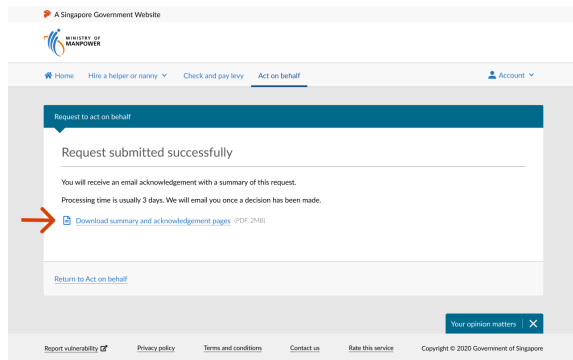 A Singapore Government Website
MINISTRY OF
MANPOWER
Home Hire a helper or nanny Check and pay levy Act on behalf Account
Request to act on behalf
Request submitted successfully
You will receive an email acknowledgement with a summary of this request.
Processing time is usually 3 days. We will email you once a decision has been made.
Download summary and acknowledgement pages (PDF, 2MB)
Return to Act on behalf
Your opinion matters
Report vulnerability Privacy policy Terms and conditions Contact us Rate this service Copyright © 2020 Government of Singapore